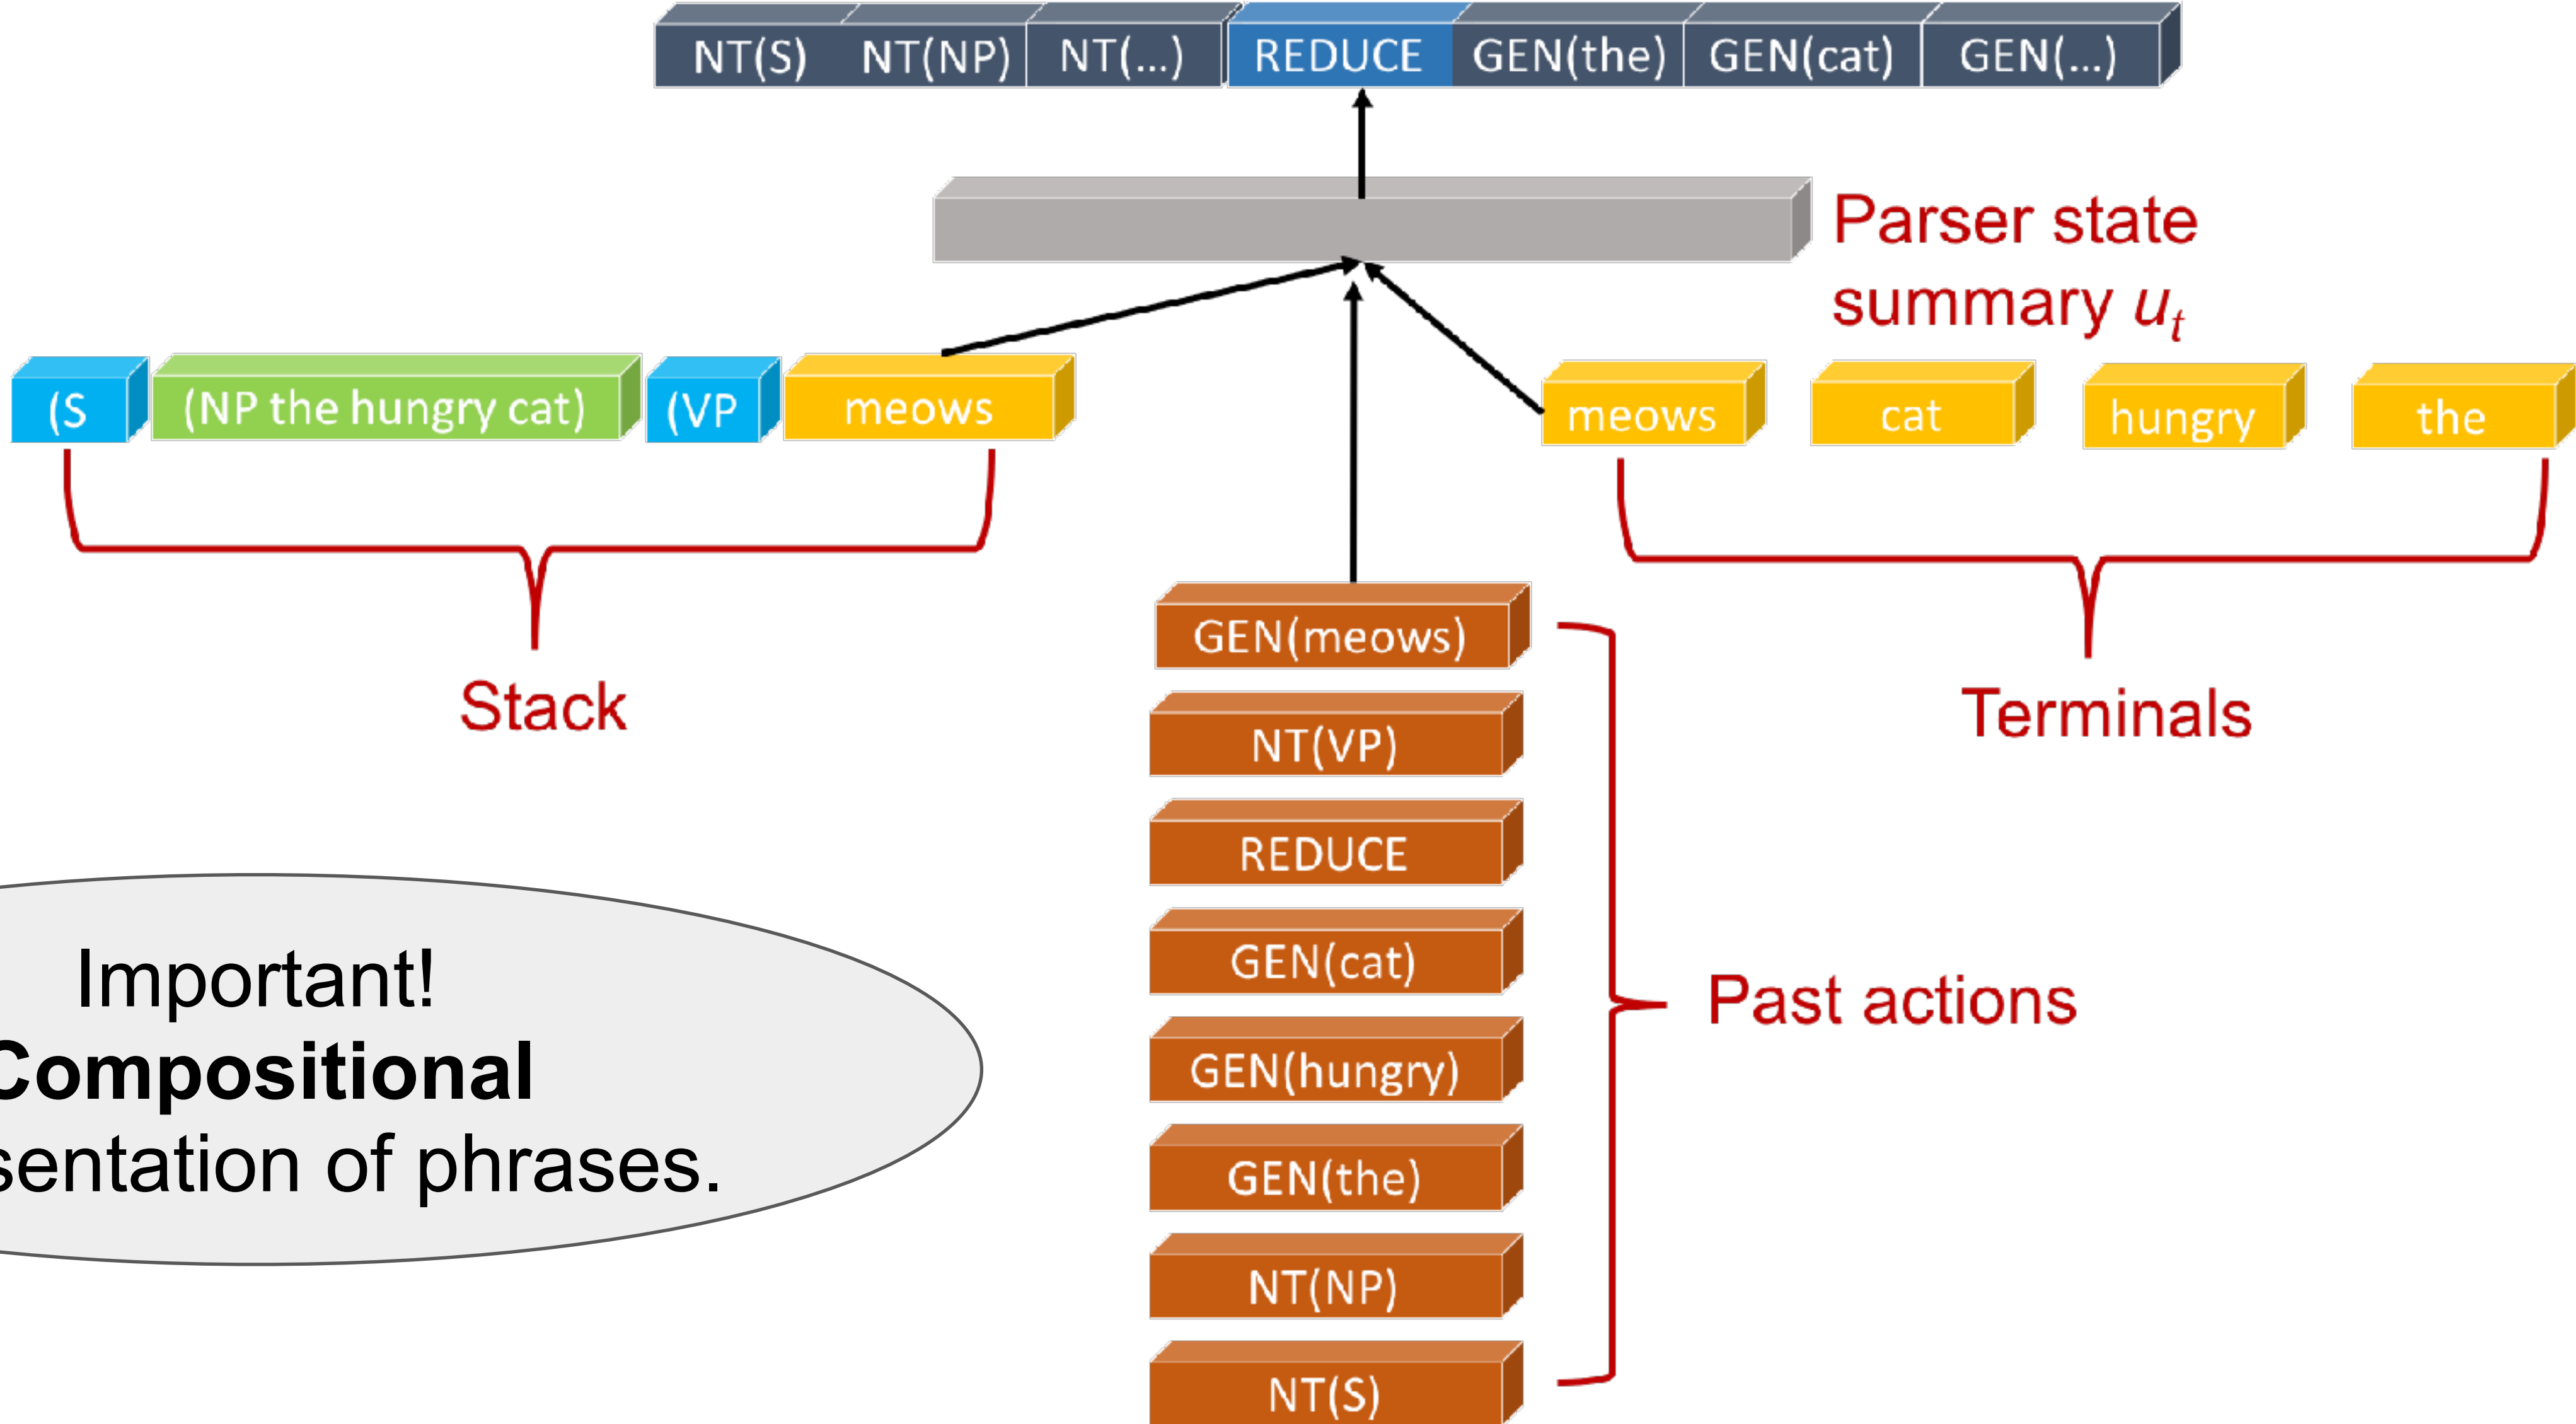 NT(S) NT(NP) NT(...) REDUCE GEN(the) GEN(cat) GEN(...)
Parser state
summary u_t
(S (NP the hungry cat) (VP meows
meows cat hungry the
Stack
Terminals
GEN(meows)
NT(VP)
REDUCE
GEN(cat)
GEN(hungry)
GEN(the)
NT(NP)
NT(S)
Past actions
Important!
Compositional
sentation of phrases.